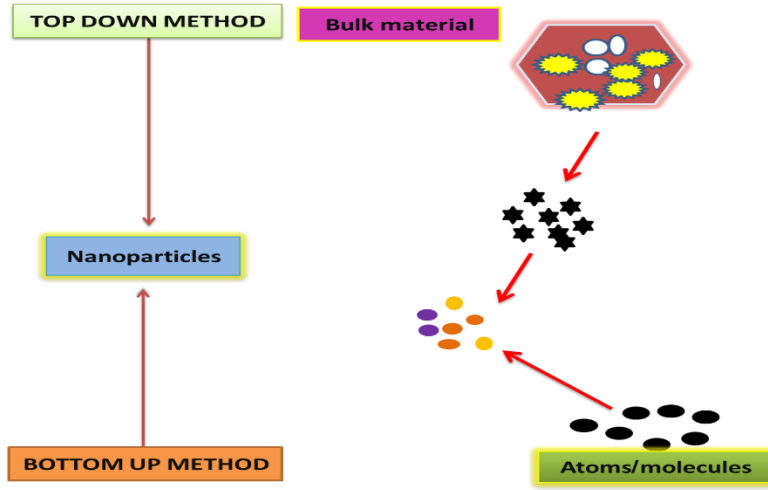 TOP DOWN METHOD
Bulk material
Nanoparticles
BOTTOM UP METHOD
Atoms/molecules